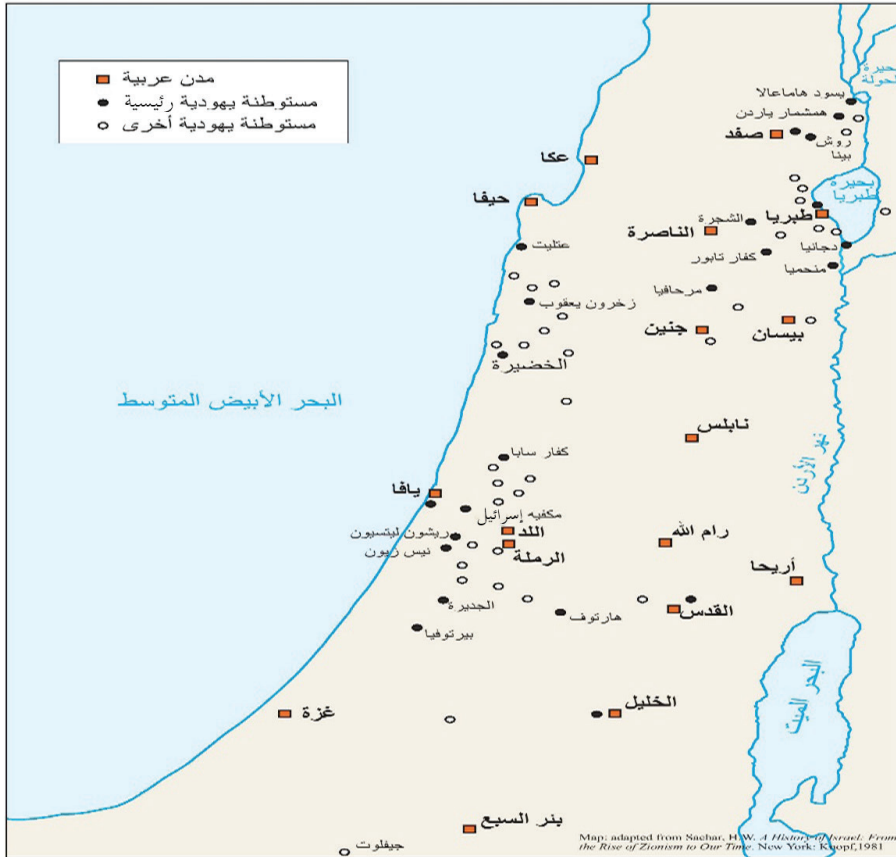 مدن عربية
مستوطنة يهودية رئيسية
مستوطنة يهودية أخرى
بحيرة
الحولة
يسود هاماعالا
همشمار ياردن
صفد
روش
بينا
عكا
بحيرة
طبريا
حيفا
طبريا
الشجرة
الناصرة
عتليت
دجانيا
كفار تابور
منحميا
مرحافيا
زخرون يعقوب
بيسان
جنين
الخضيرة
البحر الأبيض المتوسط
نابلس
نهر الأردن
كفار سابا
يافا
مكفيه إسرائيل
اللد
ريشون ليتسيون
رام الله
الرملة
نيس زيون
أريحا
الجديرة
القدس
هارتوف
بيرتوفيا
البحر الميت
الخليل
غزة
بنر السبع
جيفلوت
Map: adapted from Sachar, H.W. A History of Israel: From
the Rise of Zionism to Our Time. New York: Knopf,1981